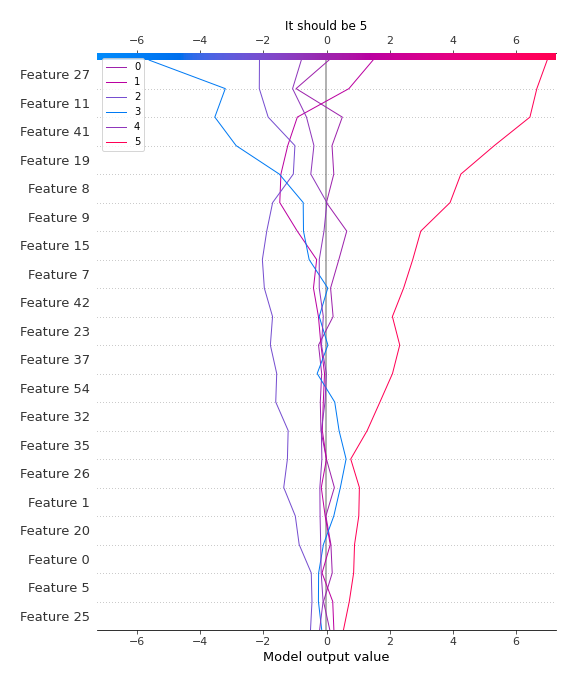 It should be 5
−6 −4 −2 0 2 4 6
0
1
2
3
4
5
Feature 27
Feature 11
Feature 41
Feature 19
Feature 8
Feature 9
Feature 15
Feature 7
Feature 42
Feature 23
Feature 37
Feature 54
Feature 32
Feature 35
Feature 26
Feature 1
Feature 20
Feature 0
Feature 5
Feature 25
−6 −4 −2 0 2 4 6
Model output value